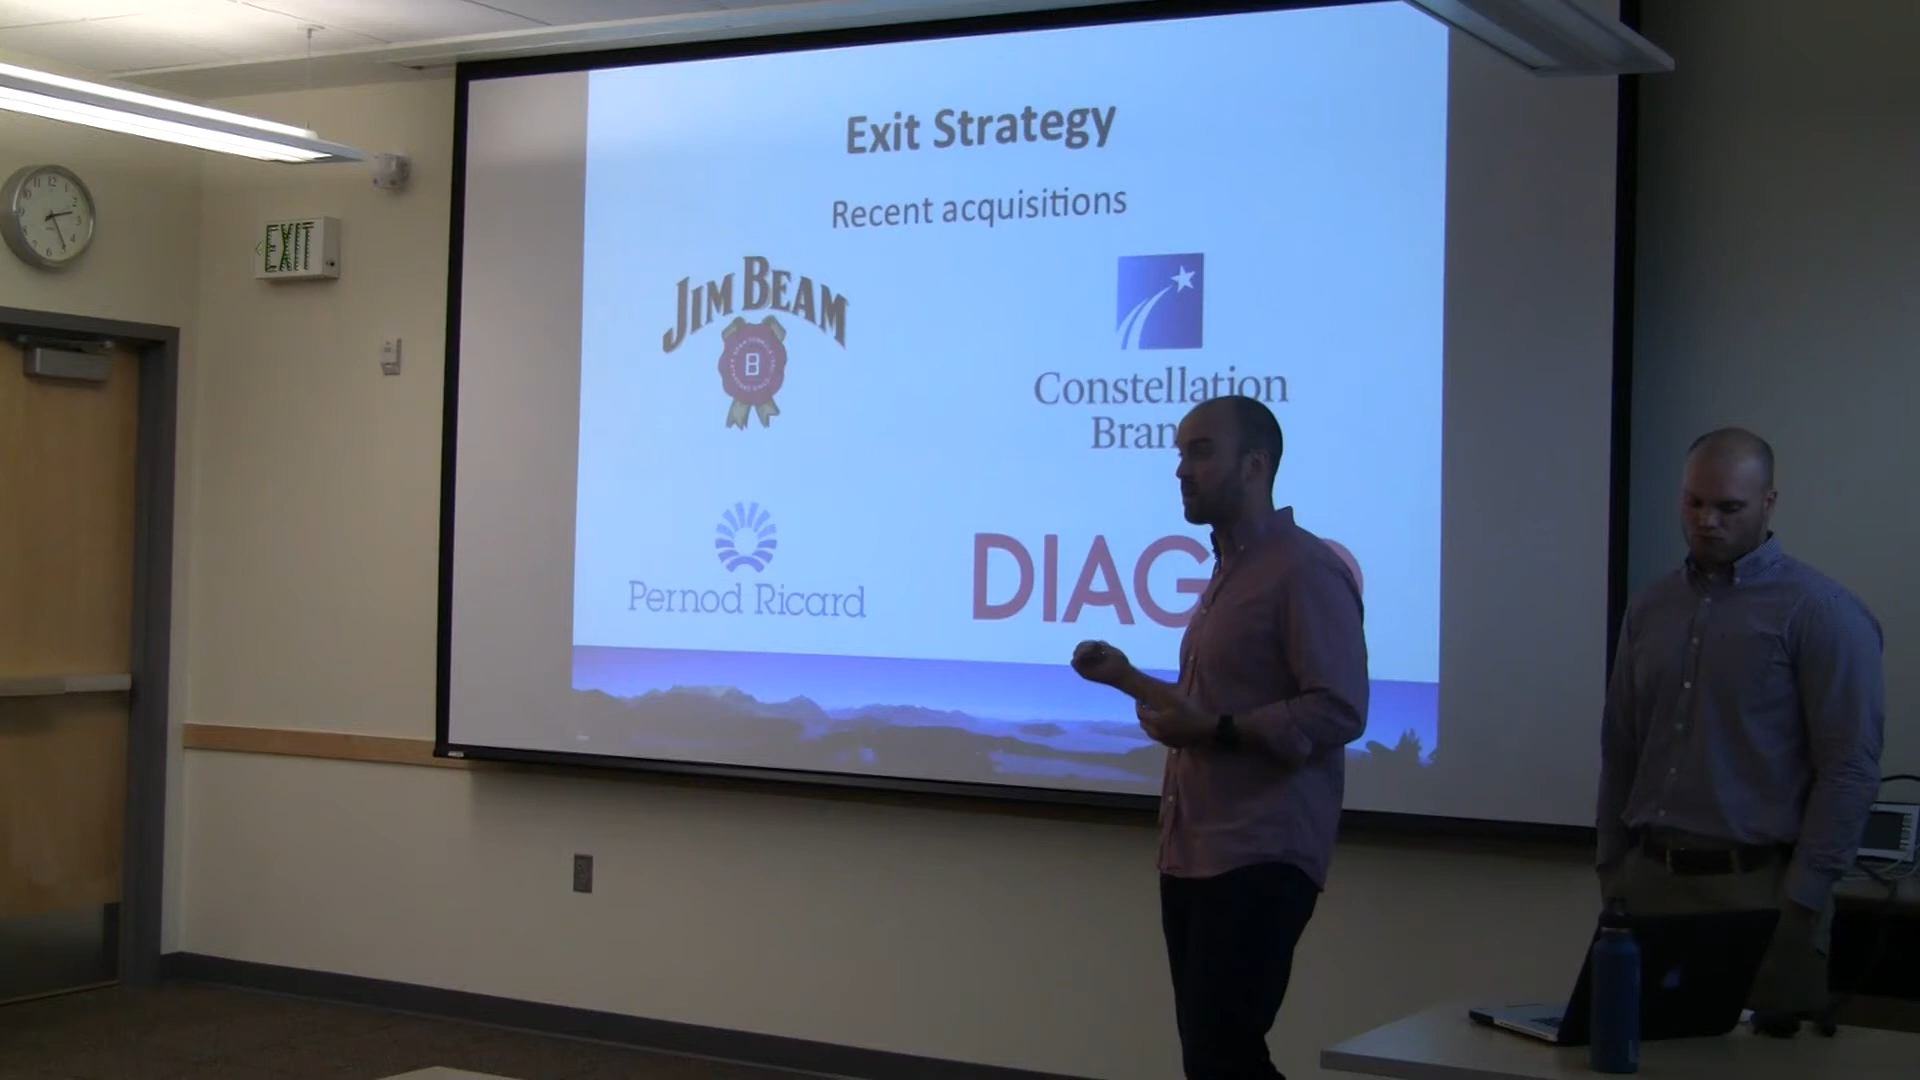 Exit Strategy
Recent acquisitions
JIM BEAM
B
Constellation
Bran
Pernod Ricard
DIAG
EXIT